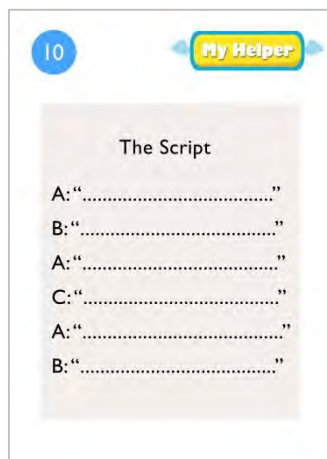 10
My Helper
The Script
A:“......................................”
B:“.......................................”
A:“.......................................”
C:“.......................................”
A:“........................................”
B:“.......................................”